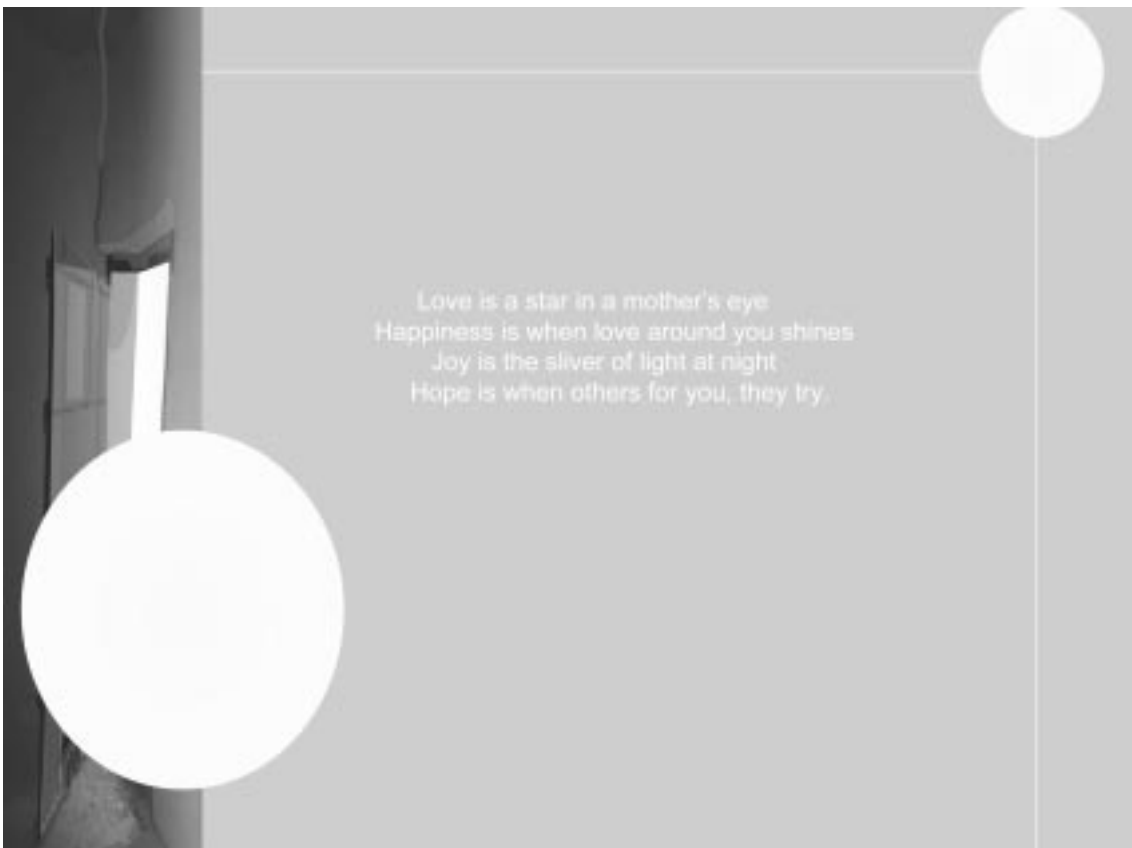 Love is a star in a mother's eye
Happiness is when love around you shines
Joy is the sliver of light at night
Hope is when others for you, they try.